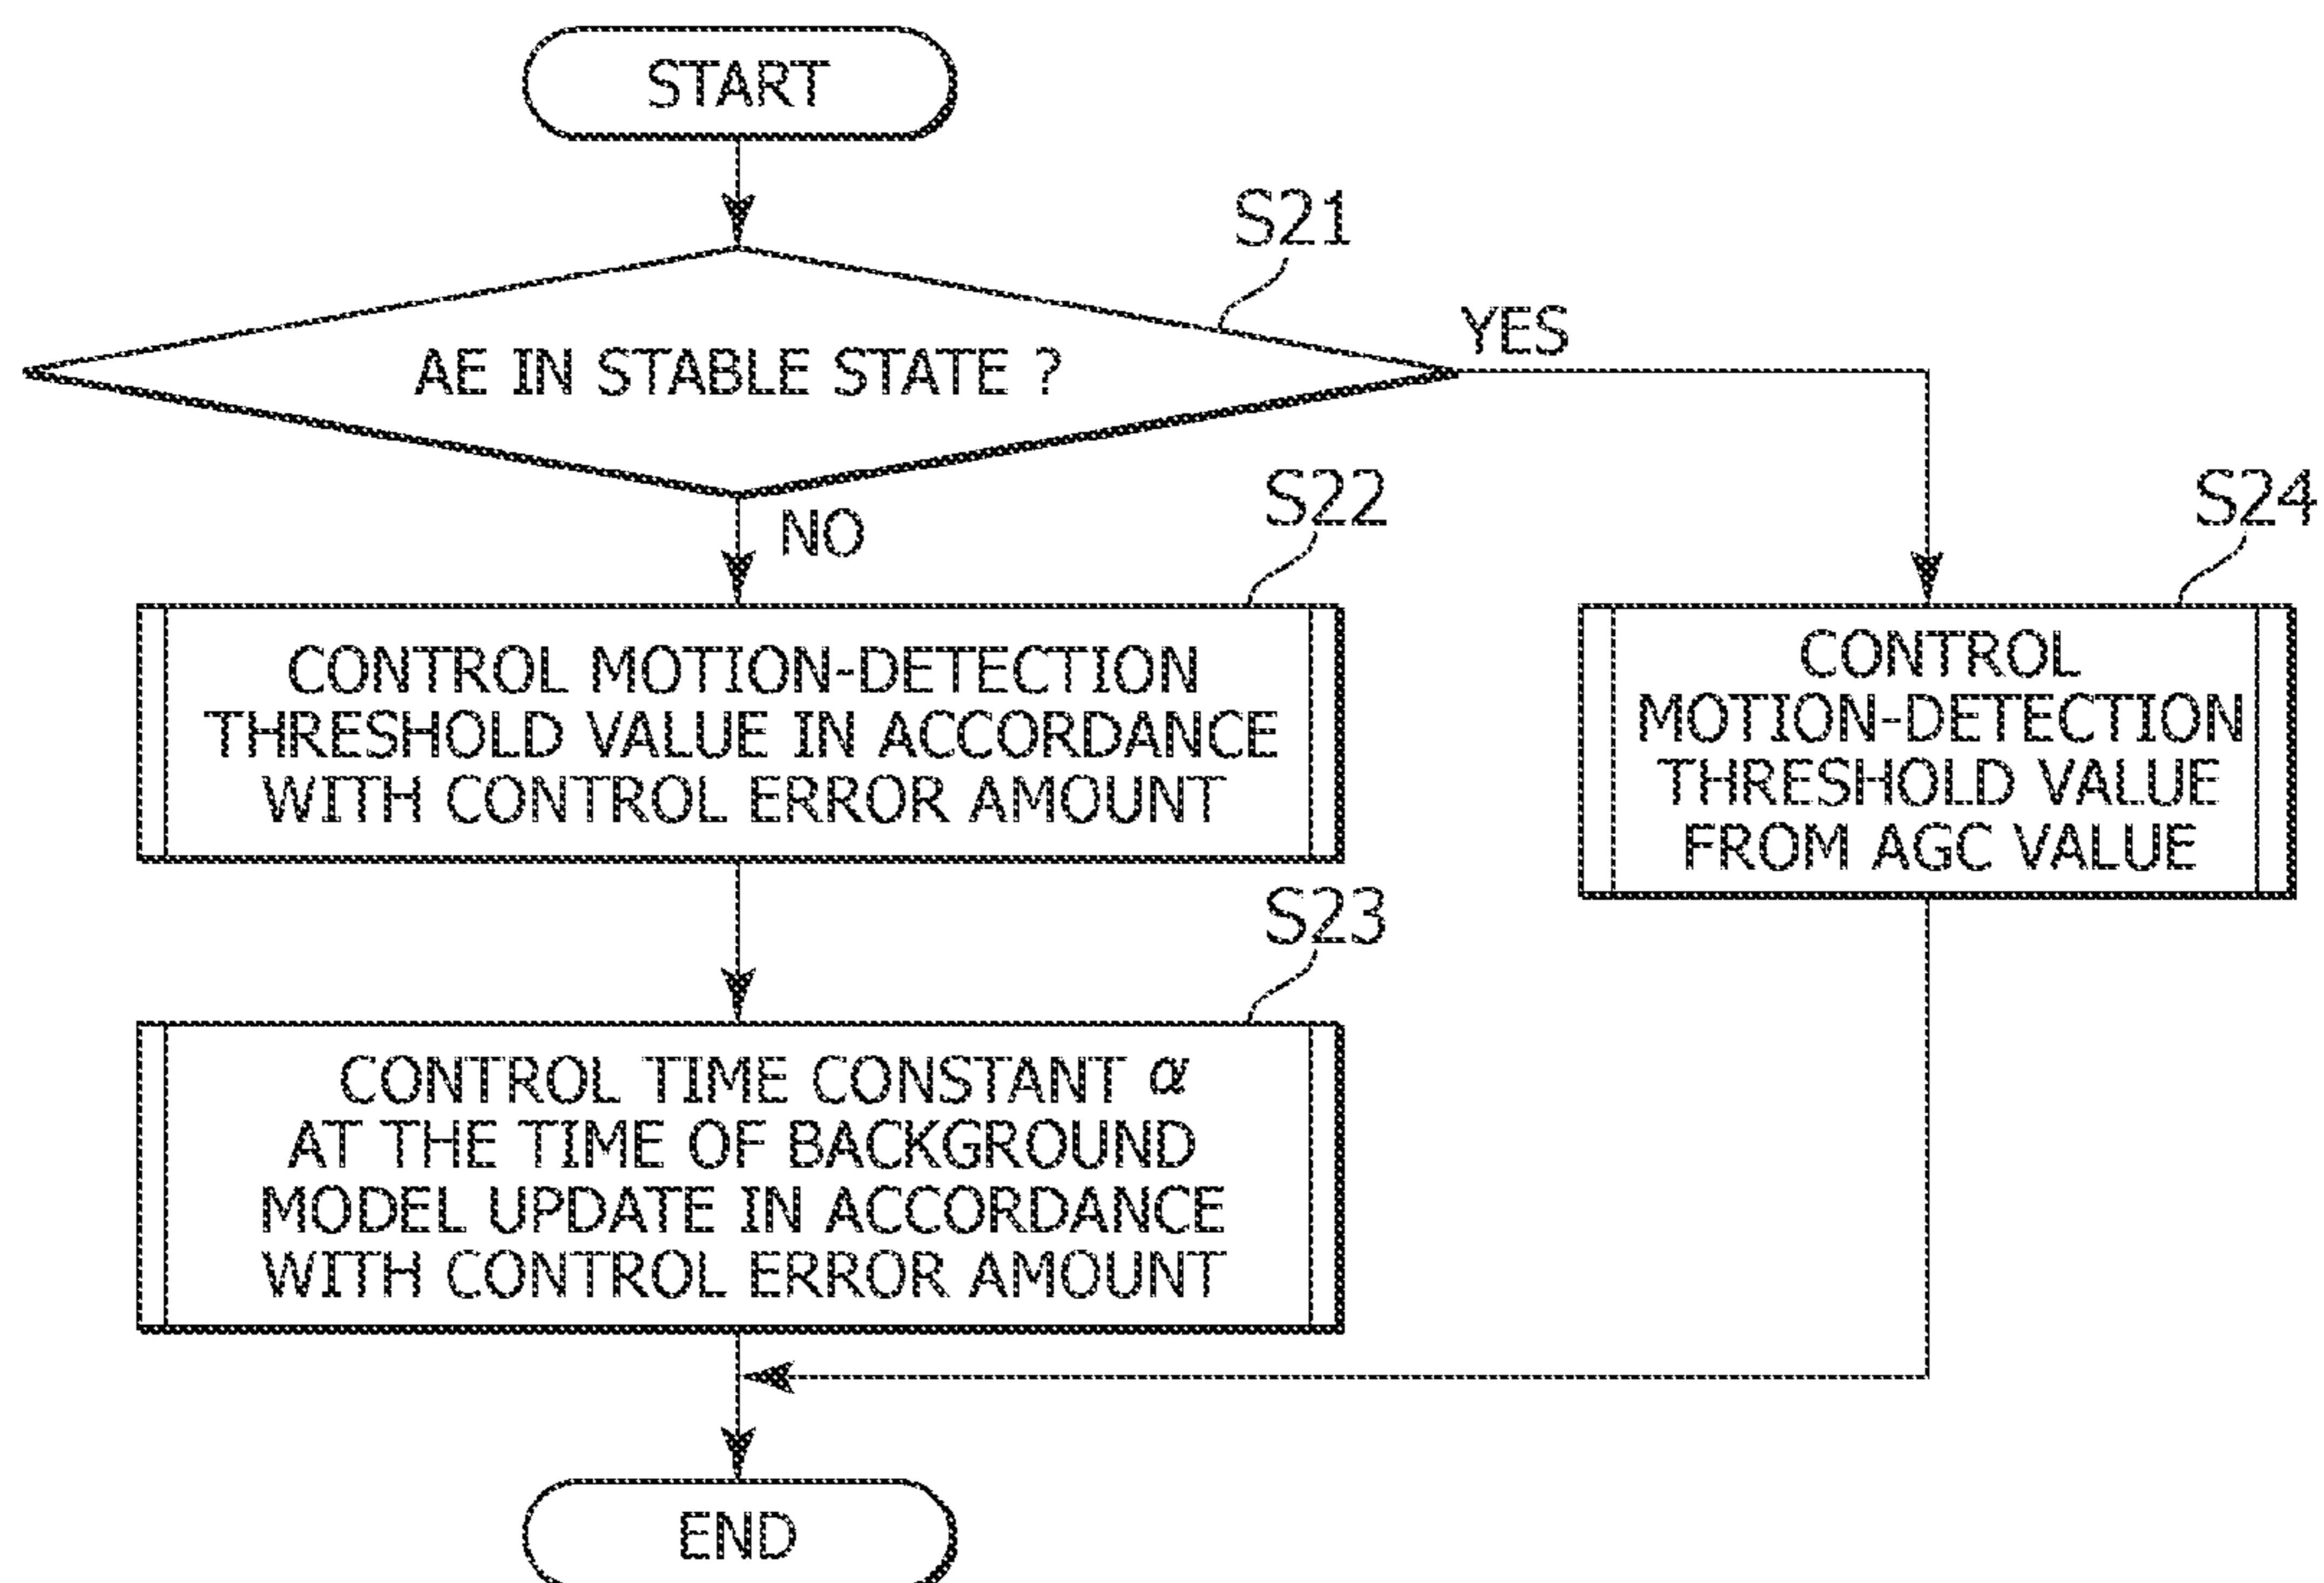 START
S21
AE IN STABLE STATE ?
YES
NO
S22
CONTROL MOTION-DETECTION
THRESHOLD VALUE IN ACCORDANCE
WITH CONTROL ERROR AMOUNT
S24
CONTROL
MOTION-DETECTION
THRESHOLD VALUE
FROM AGC VALUE
S23
CONTROL TIME CONSTANT α
AT THE TIME OF BACKGROUND
MODEL UPDATE IN ACCORDANCE
WITH CONTROL ERROR AMOUNT
END